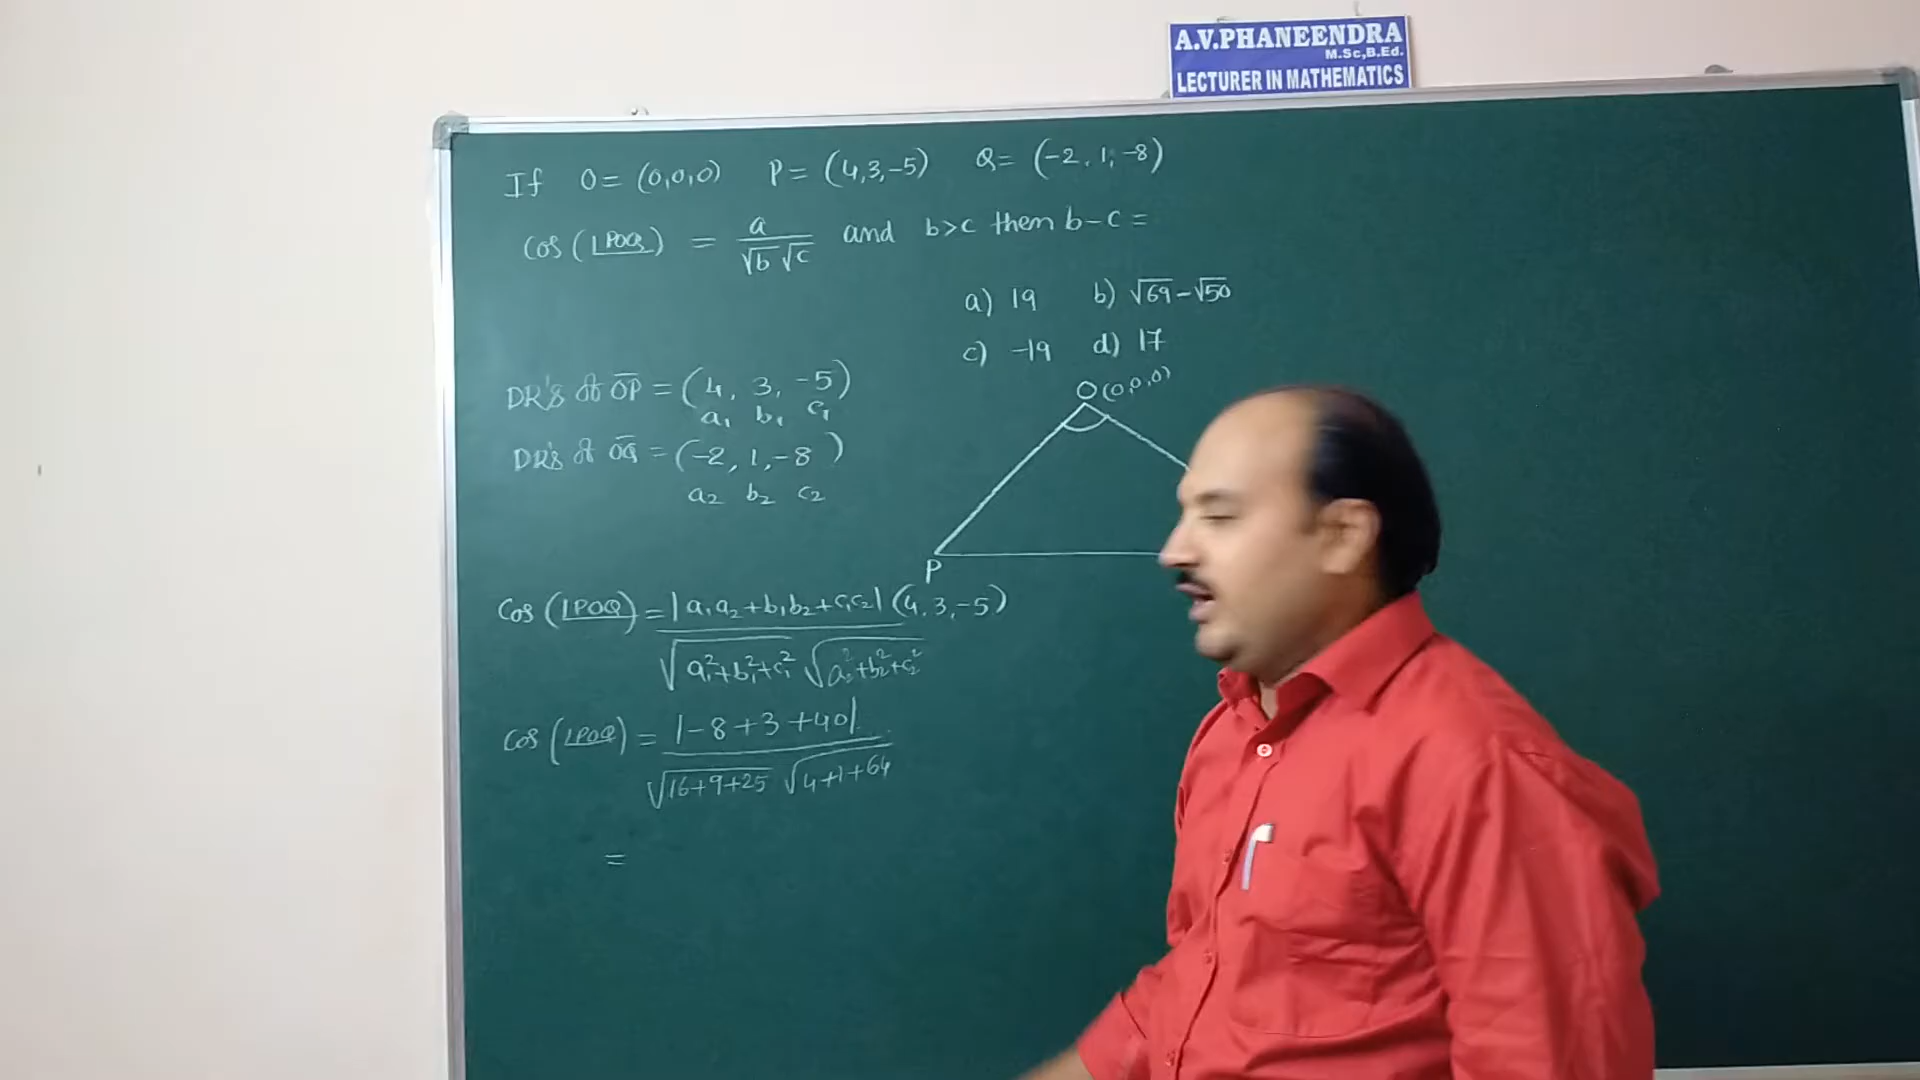 A.V.PHANEENDRA
M.Sc,B.Ed.
LECTURER IN MATHEMATICS
If O = (0,0,0) P = (4,3,-5) Q = (-2,1,-8)
Cos (∠POQ) = a/(√b √c) and b>c then b-c =
a) 19 b) √69-√50
c) -19 d) 17
DR's of OP = (4, 3, -5)
a₁ b₁ c₁
DR's of OQ = (-2, 1, -8)
a₂ b₂ c₂
O(0,0,0)
P
(4,3,-5)
Cos (∠POQ) = |a₁a₂+b₁b₂+c₁c₂|
√a₁²+b₁²+c₁² √a₂²+b₂²+c₂²
Cos (∠POQ) = |-8+3+40|
√16+9+25 √4+1+64
=